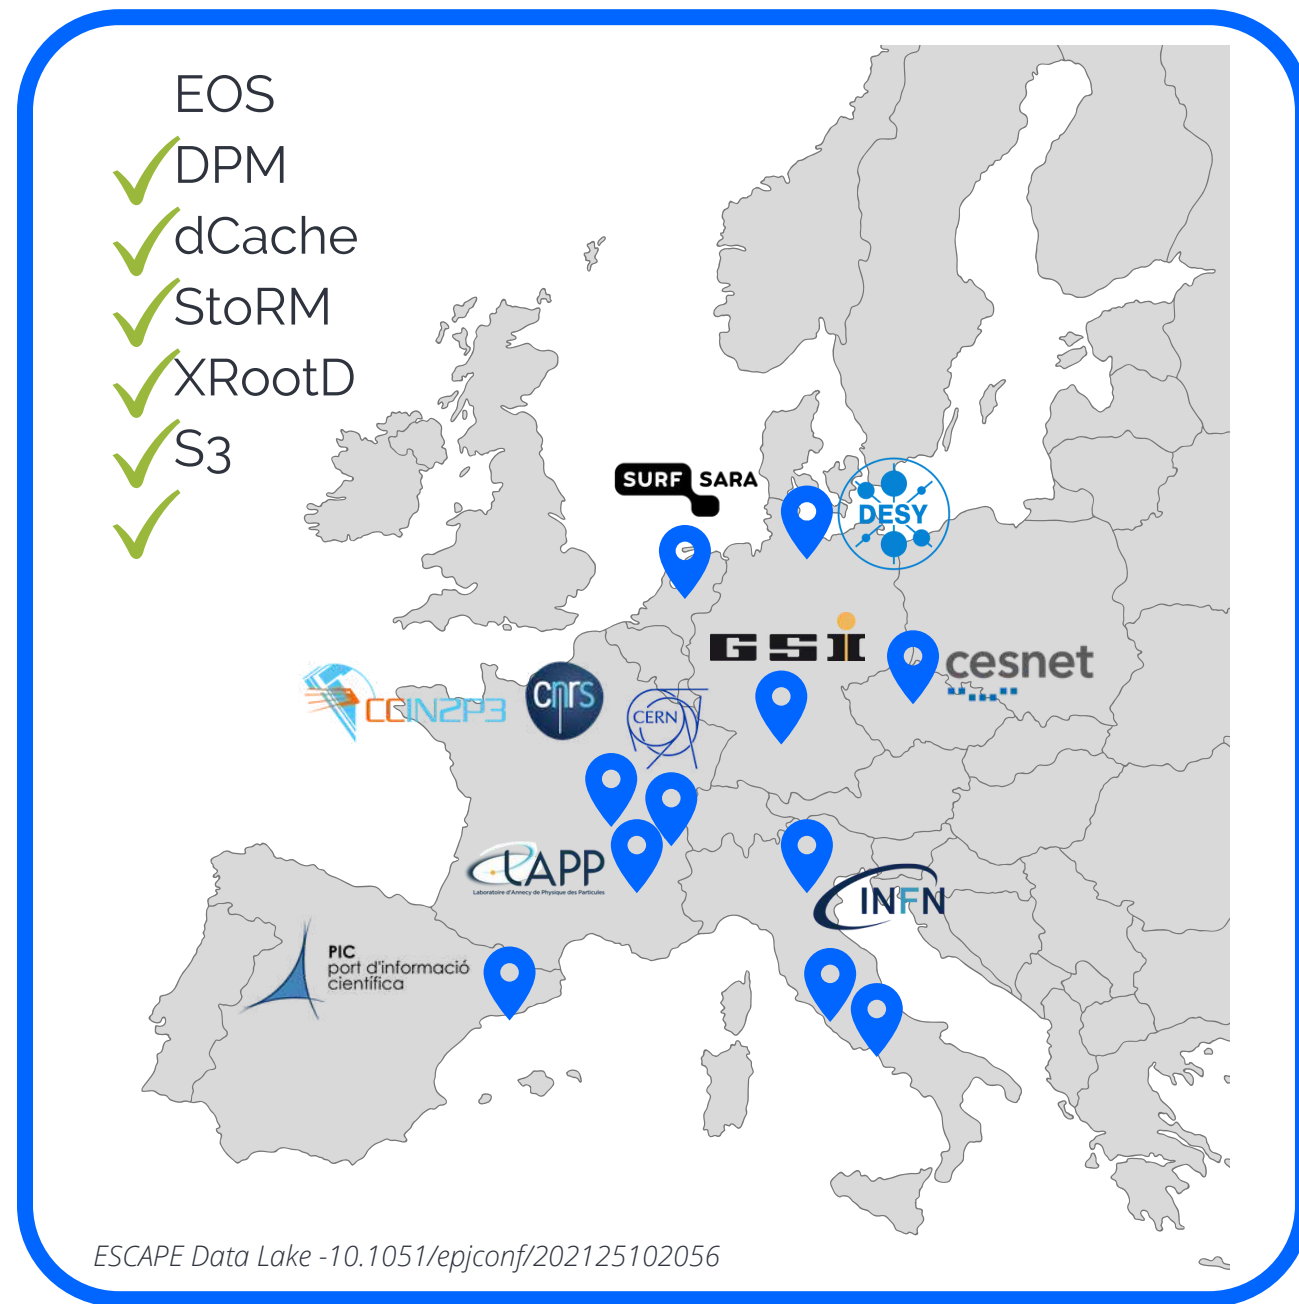 EOS
DPM
dCache
StoRM
XRootD
S3
SURF SARA
DESY
GSI
cesnet
CCIN2P3
cnrs
CERN
LAPP
Laboratoire d'Annecy de Physique des Particules
INFN
PIC
port d'informació
científica
ESCAPE Data Lake -10.1051/epjconf/202125102056